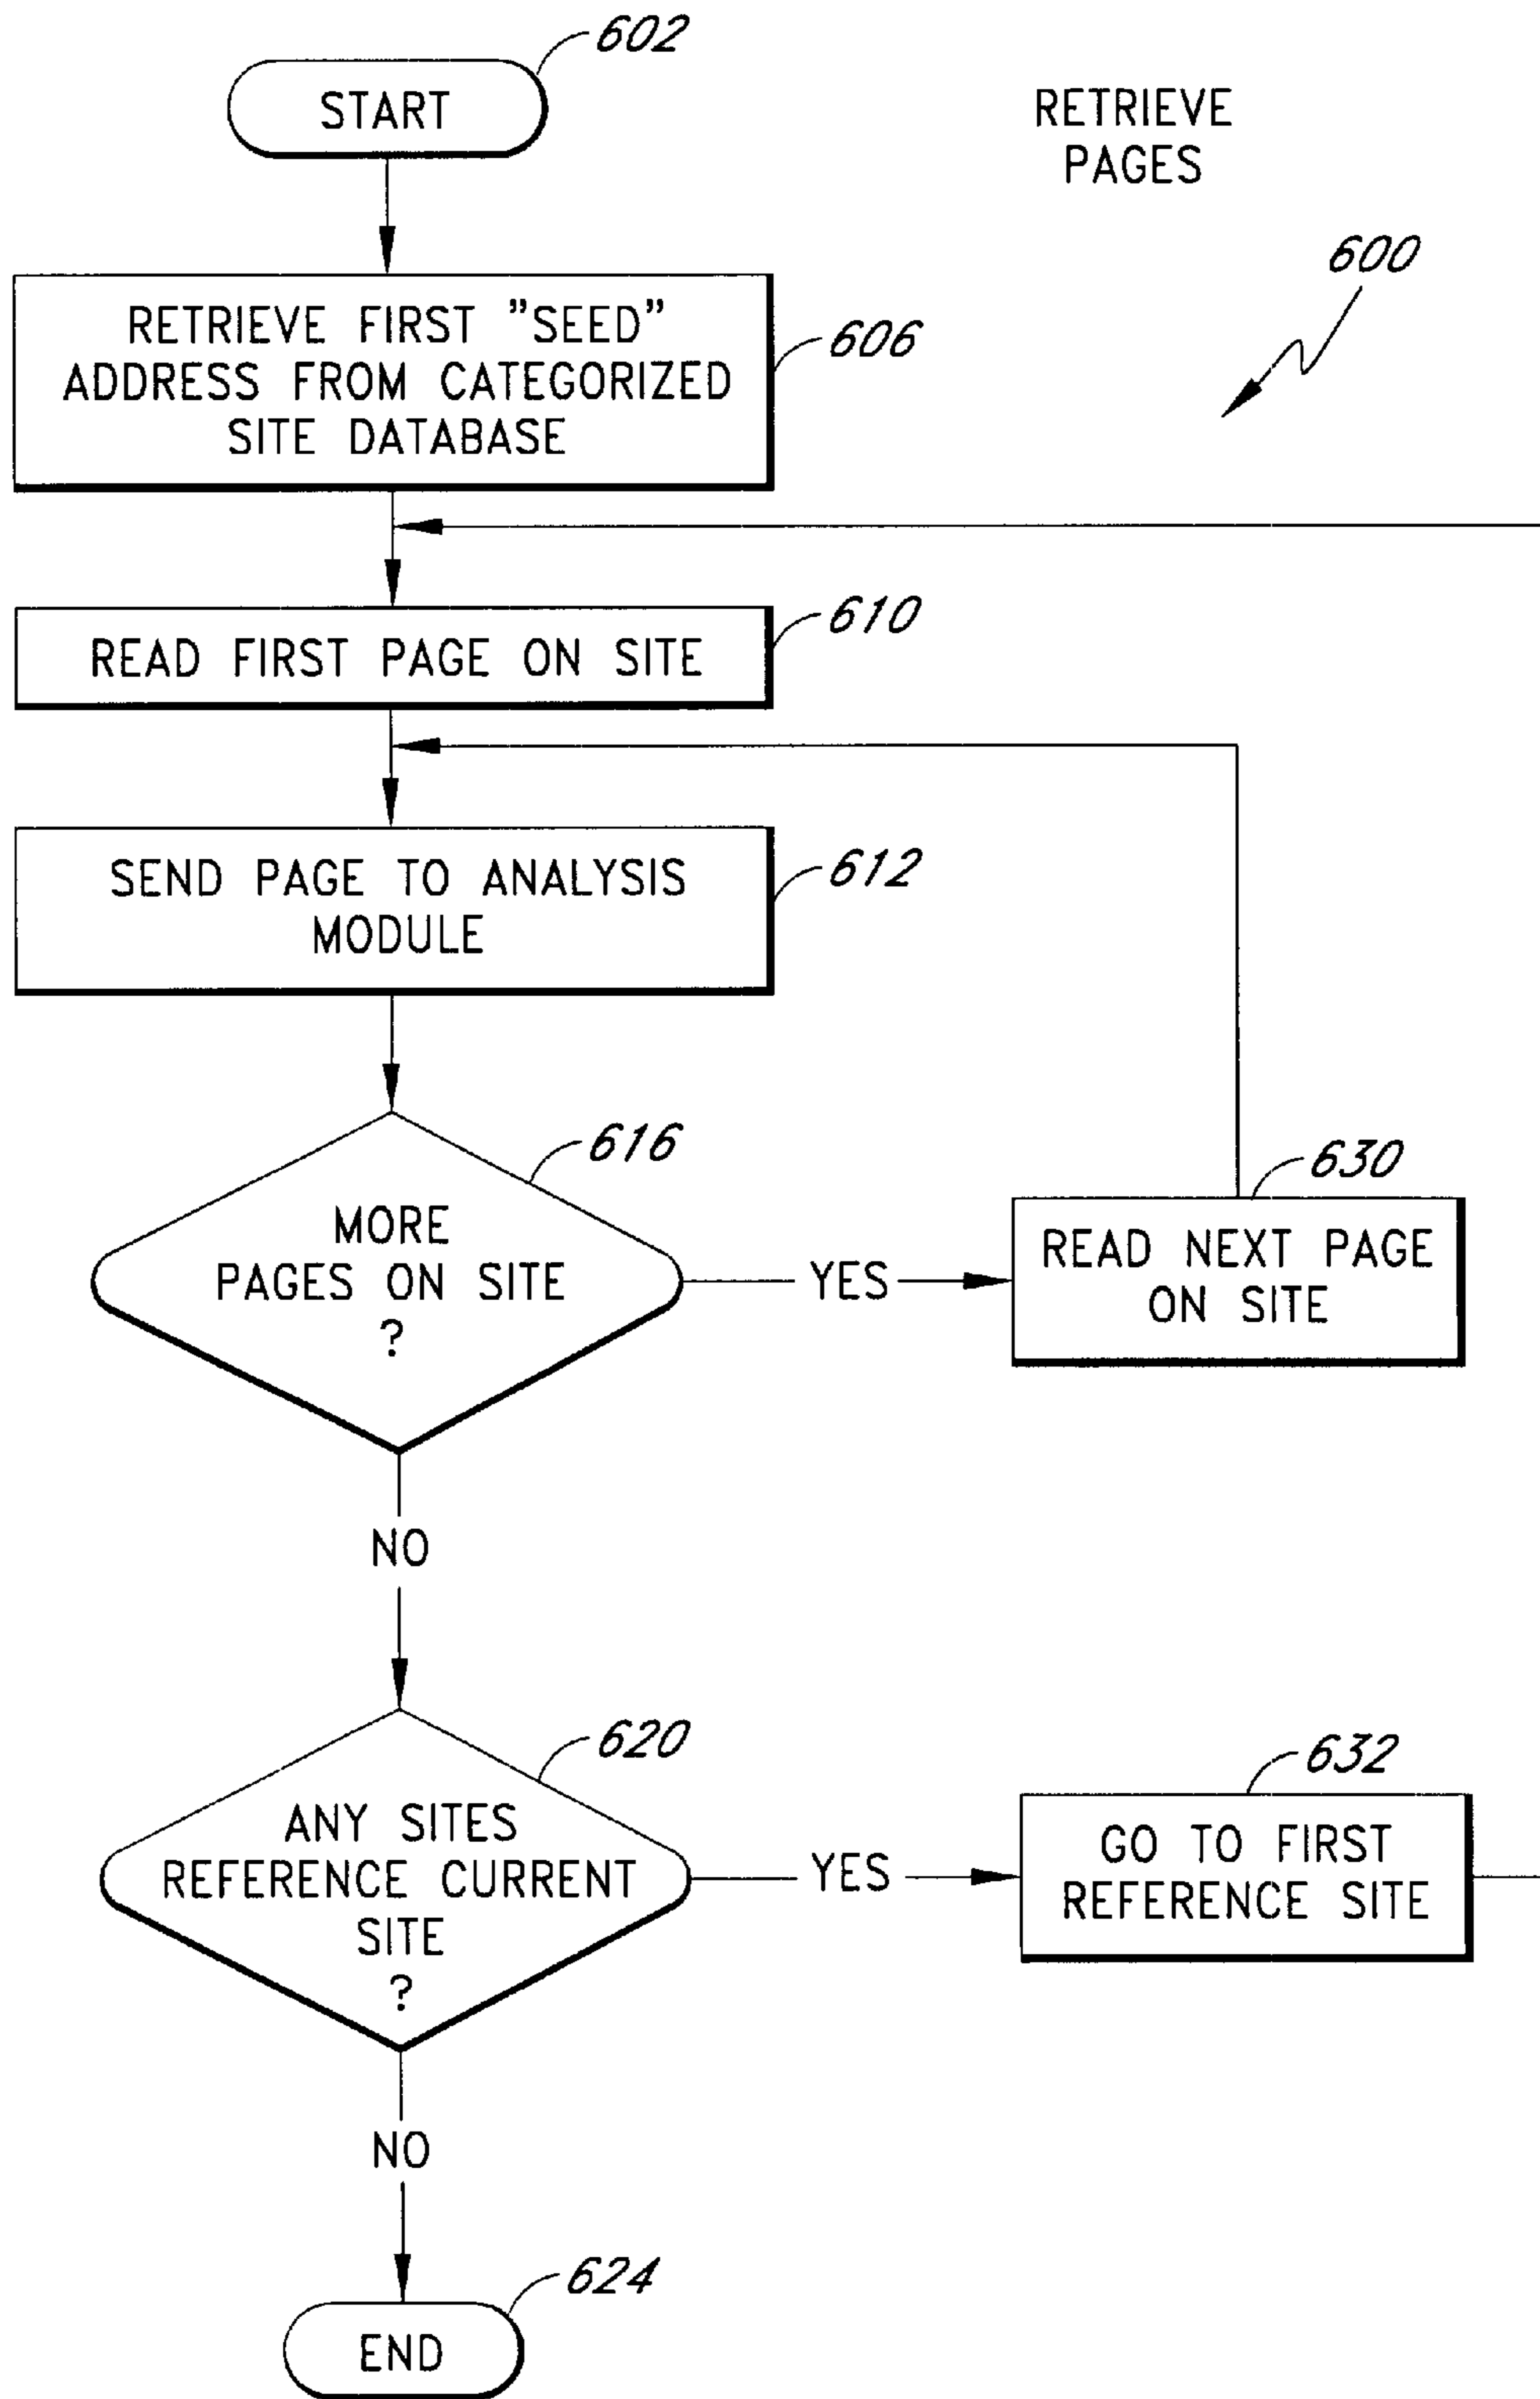 602
START
RETRIEVE
PAGES
600
RETRIEVE FIRST "SEED"
ADDRESS FROM CATEGORIZED
SITE DATABASE
606
READ FIRST PAGE ON SITE
610
SEND PAGE TO ANALYSIS
MODULE
612
616
MORE
PAGES ON SITE
?
YES
630
READ NEXT PAGE
ON SITE
NO
620
ANY SITES
REFERENCE CURRENT
SITE
?
YES
632
GO TO FIRST
REFERENCE SITE
NO
624
END